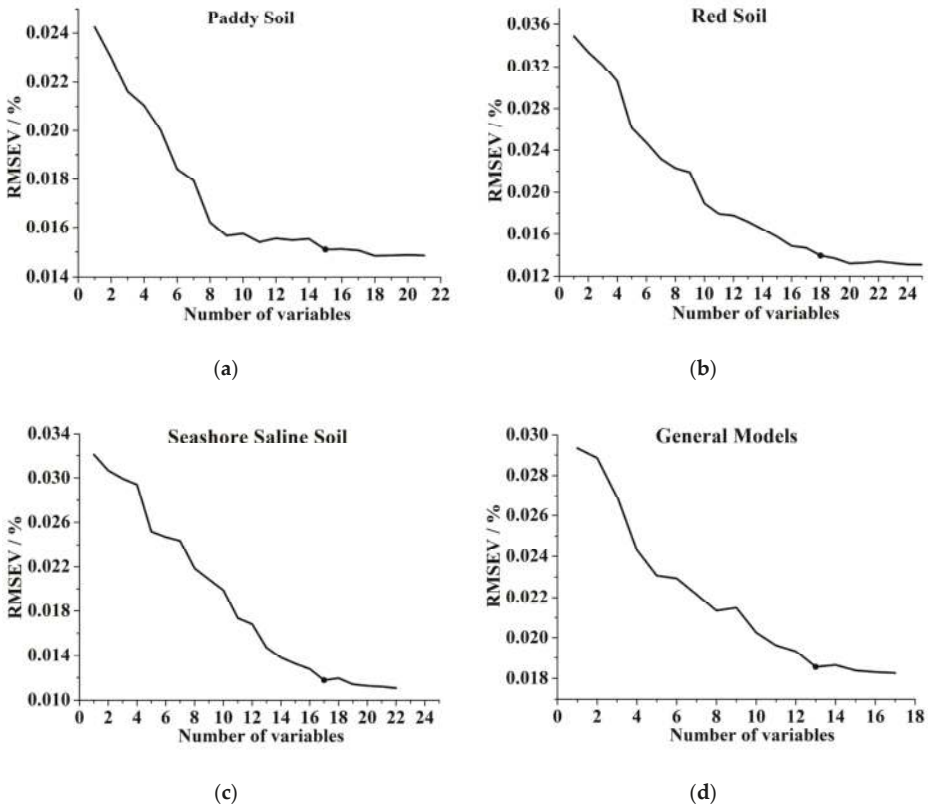 Paddy Soil
RMSEV / %
0.024
0.022
0.020
0.018
0.016
0.014
0 2 4 6 8 10 12 14 16 18 20 22
Number of variables
(a)
Red Soil
RMSEV / %
0.036
0.032
0.028
0.024
0.020
0.016
0.012
0 2 4 6 8 10 12 14 16 18 20 22 24
Number of variables
(b)
Seashore Saline Soil
RMSEV / %
0.034
0.030
0.026
0.022
0.018
0.014
0.010
0 2 4 6 8 10 12 14 16 18 20 22 24
Number of variables
(c)
General Models
RMSEV / %
0.030
0.028
0.026
0.024
0.022
0.020
0.018
0 2 4 6 8 10 12 14 16 18
Number of variables
(d)